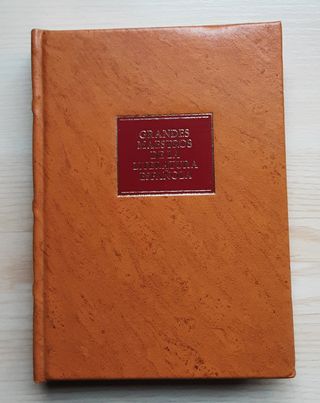 GRANDES
MAESTROS
DE LA
LITERATURA
ESPAÑOLA